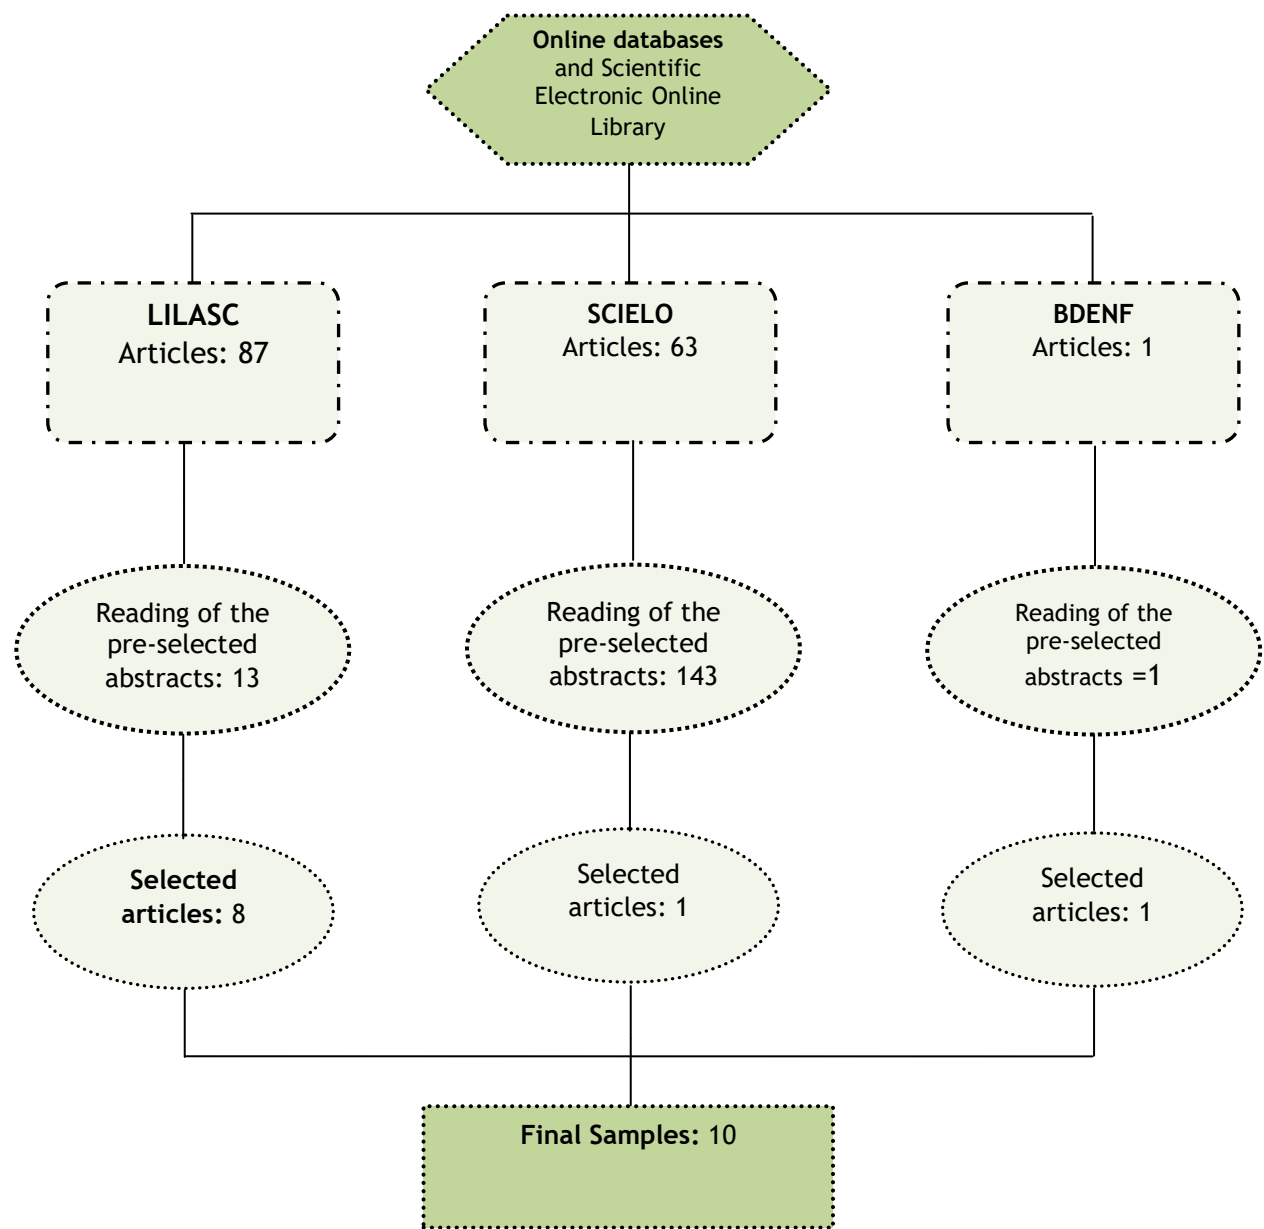 Online databases
and Scientific
Electronic Online
Library
LILASC
Articles: 87
SCIELO
Articles: 63
BDENF
Articles: 1
Reading of the
pre-selected
abstracts: 13
Reading of the
pre-selected
abstracts: 143
Reading of the
pre-selected
abstracts =1
Selected
articles: 8
Selected
articles: 1
Selected
articles: 1
Final Samples: 10